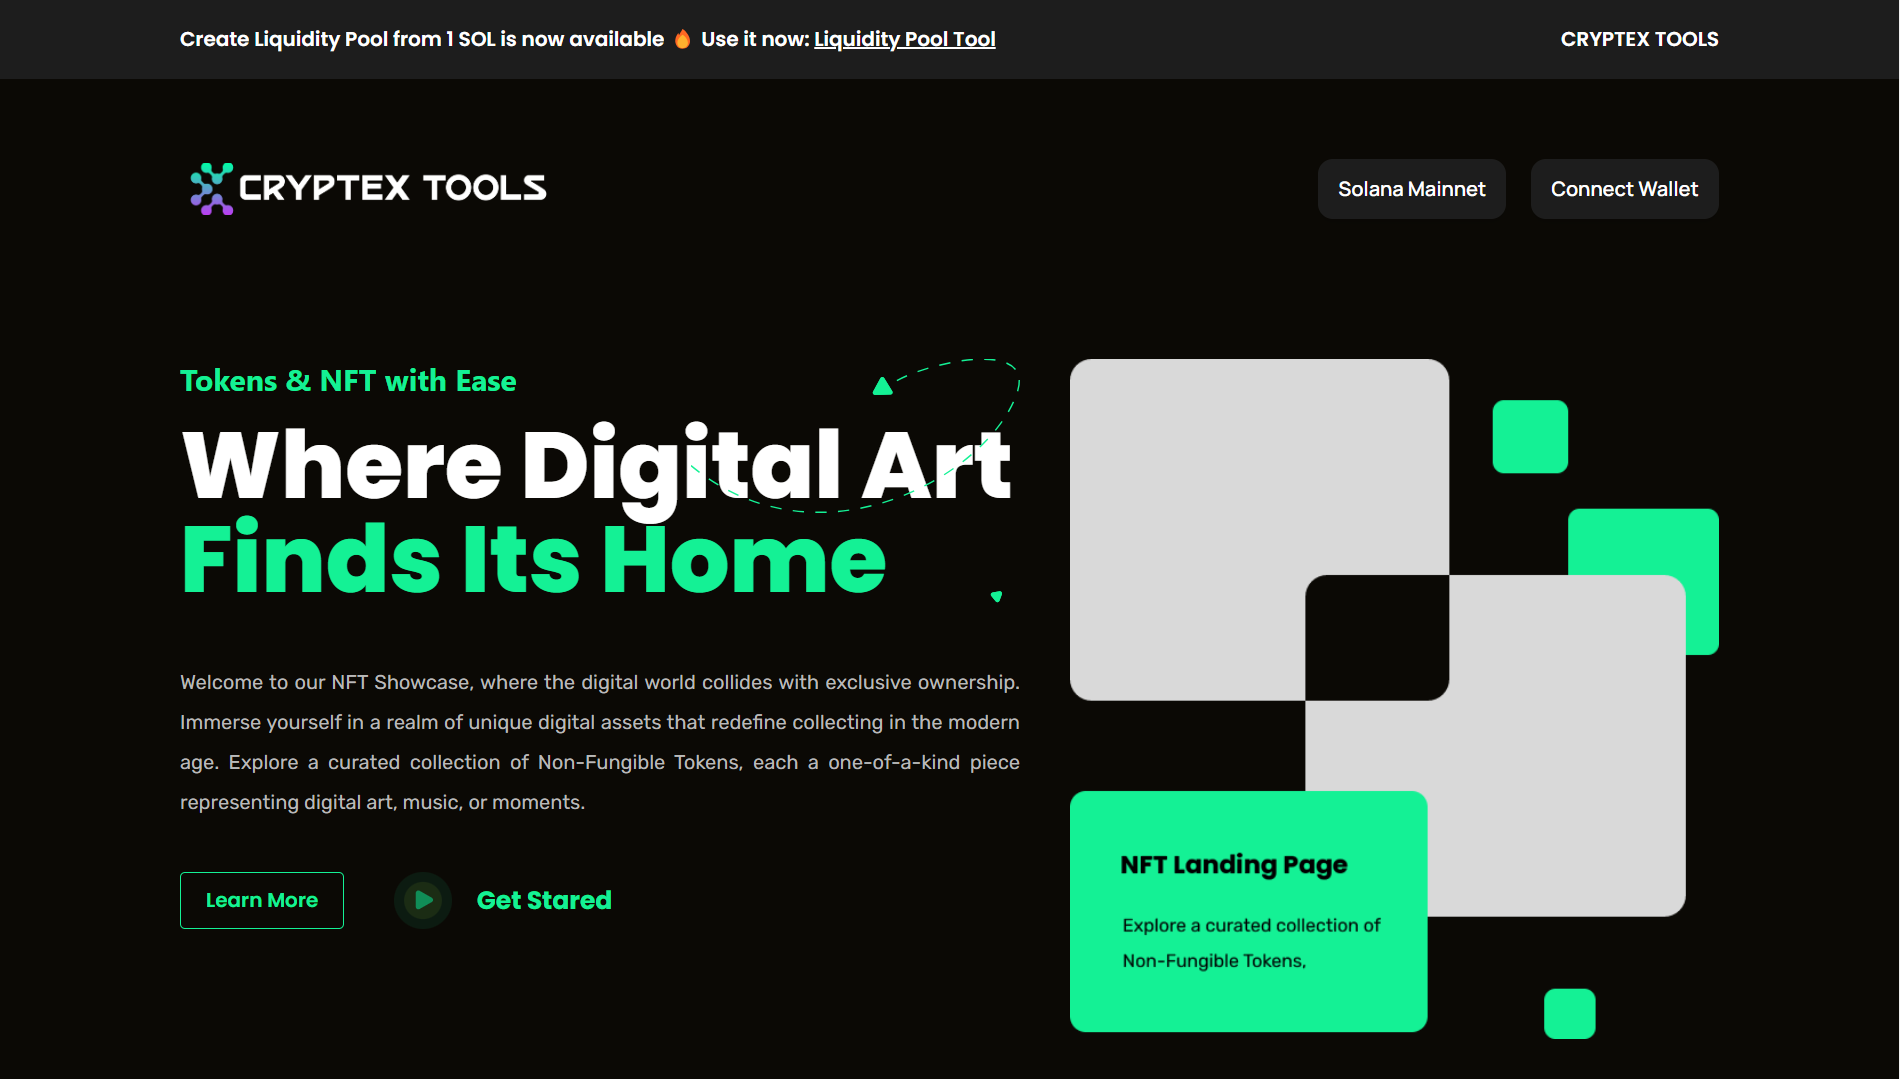 Create Liquidity Pool from 1 SOL is now available 🔥 Use it now: Liquidity Pool Tool
CRYPTEX TOOLS
CRYPTEX TOOLS
Solana Mainnet
Connect Wallet
Tokens & NFT with Ease
Where Digital Art
Finds Its Home
Welcome to our NFT Showcase, where the digital world collides with exclusive ownership.
Immerse yourself in a realm of unique digital assets that redefine collecting in the modern
age. Explore a curated collection of Non-Fungible Tokens, each a one-of-a-kind piece
representing digital art, music, or moments.
Learn More
Get Stared
NFT Landing Page
Explore a curated collection of
Non-Fungible Tokens,